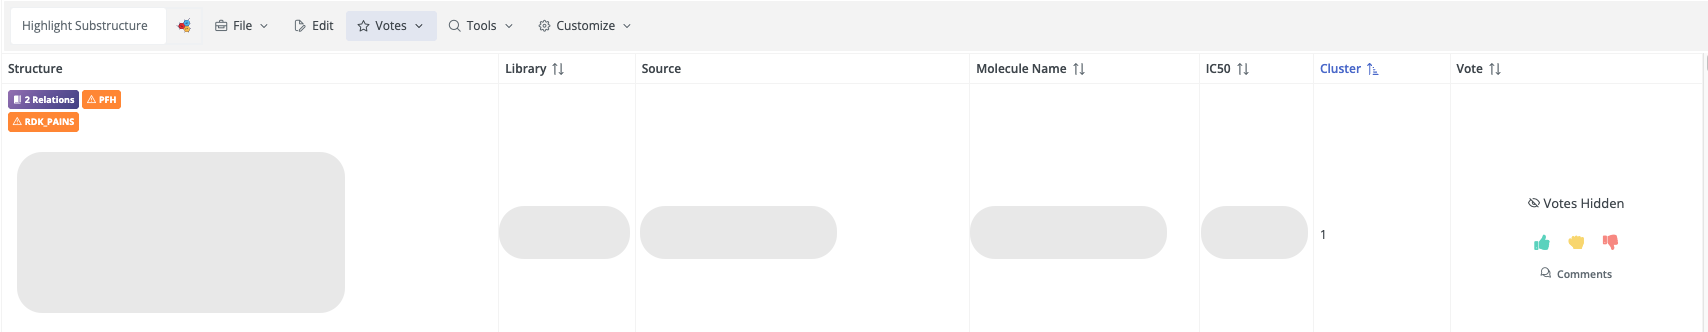 Highlight Substructure File Edit Votes Tools Customize
Structure Library Source Molecule Name IC50 Cluster Vote
2 Relations PFH
RDK_PAINS
Votes Hidden
1
Comments